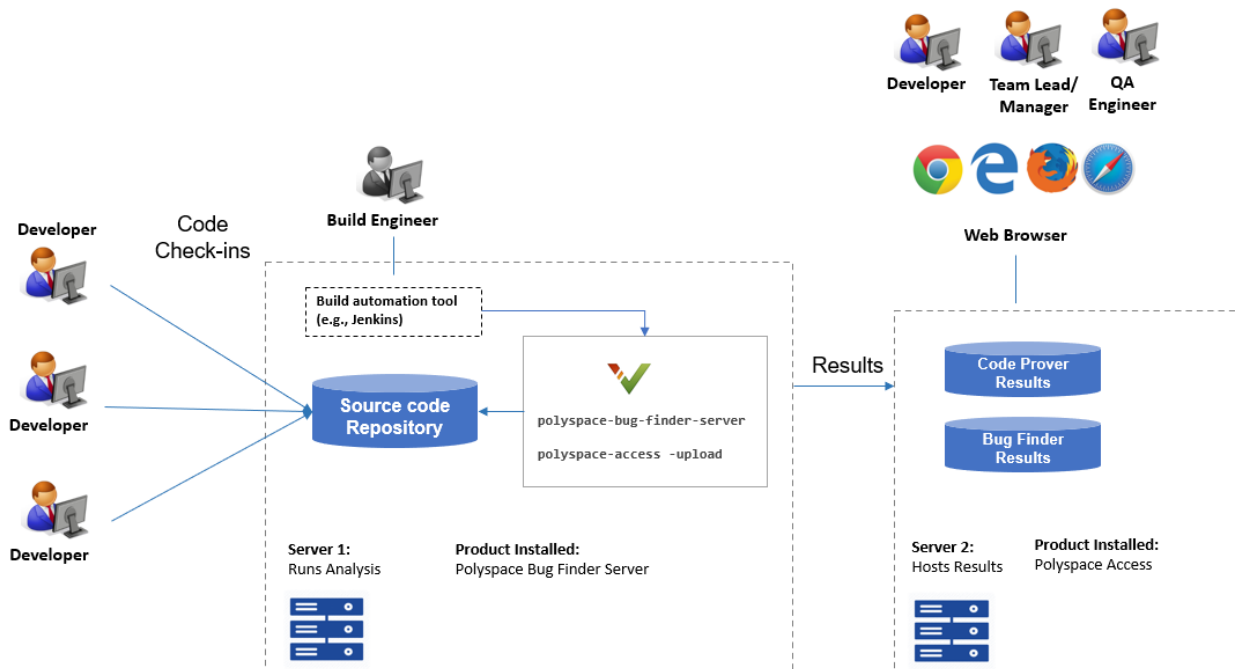 Developer
Team Lead/
Manager
QA
Engineer
Web Browser
Build Engineer
Code
Check-ins
Developer
Developer
Developer
Build automation tool
(e.g., Jenkins)
Source code
Repository
polyspace-bug-finder-server
polyspace-access -upload
Results
Code Prover
Results
Bug Finder
Results
Server 1:
Runs Analysis
Product Installed:
Polyspace Bug Finder Server
Server 2:
Hosts Results
Product Installed:
Polyspace Access